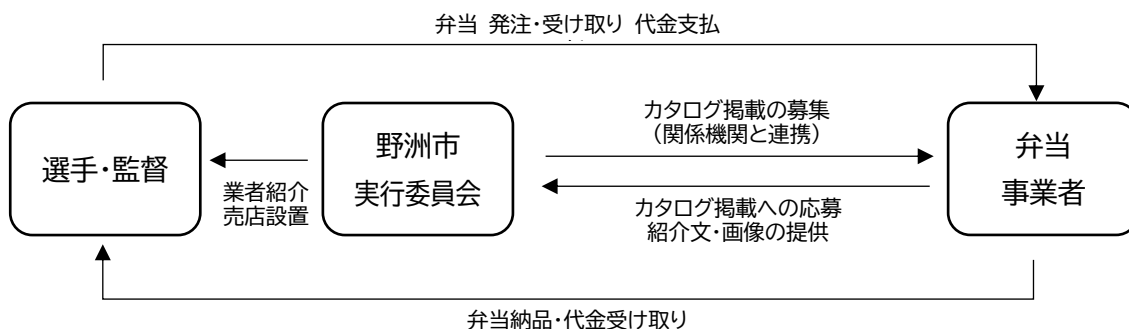 弁当 発注・受け取り 代金支払
選手・監督
業者紹介
売店設置
野洲市
実行委員会
カタログ掲載の募集
(関係機関と連携)
カタログ掲載への応募
紹介文・画像の提供
弁当
事業者
弁当納品・代金受け取り